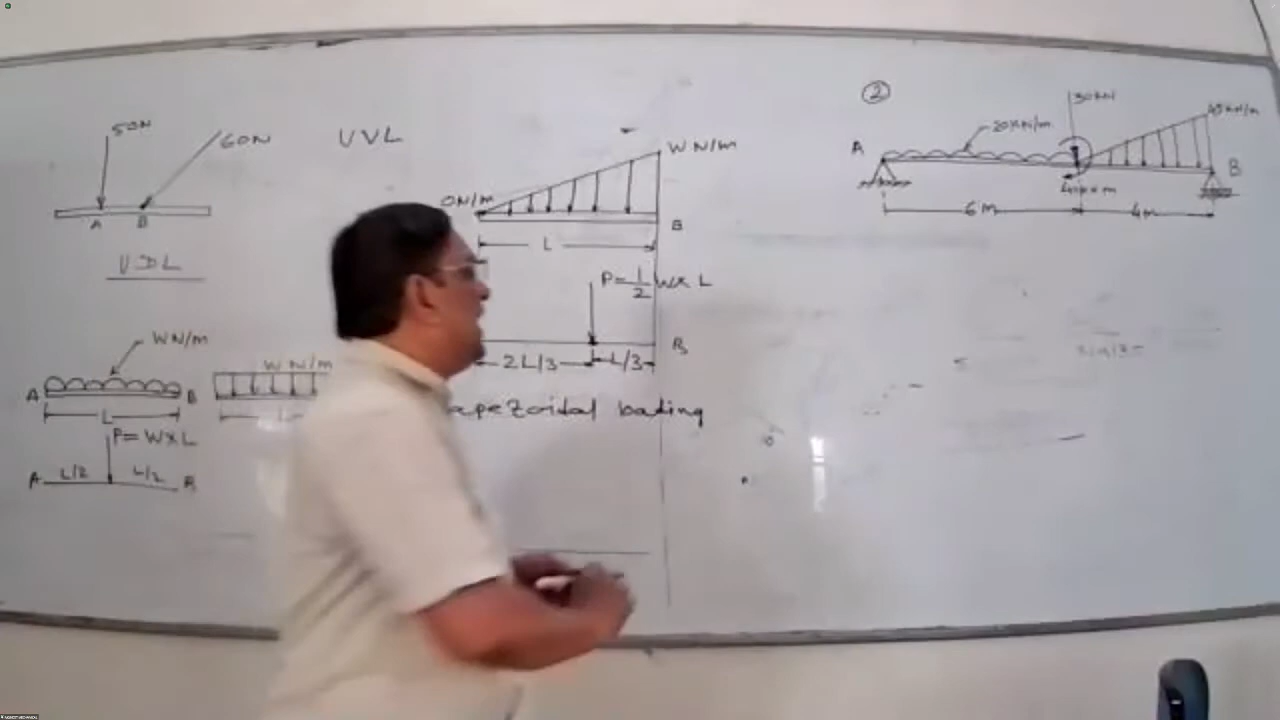 50N
60N
A B
UDL
WN/m
A B
L
P=W×L
A L/2 L/2 B
W N/m
L
UVL
0N/m
W N/m
B
L
P=1/2 W×L
B
2L/3 L/3
apezoidal loading
2
30KN
20KN/m
A
B
6m
4m